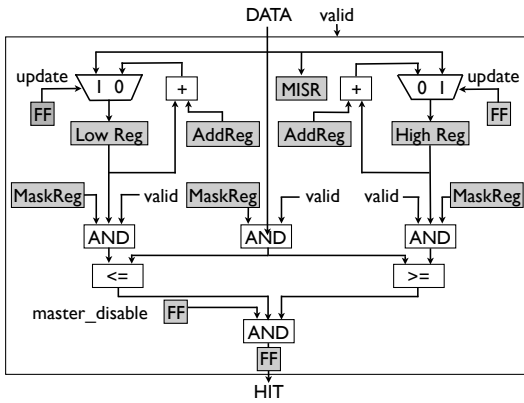 DATA valid
update 1 0 + MISR + 0 1 update
FF Low Reg AddReg AddReg High Reg FF
MaskReg valid MaskReg valid valid MaskReg
AND AND AND
<= >=
master_disable FF
AND
FF
HIT